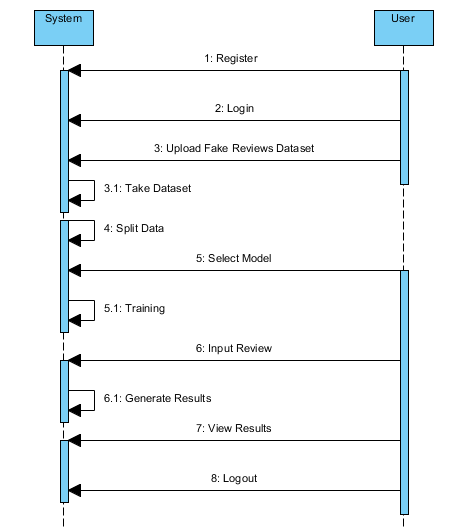 System
User
1: Register
2: Login
3: Upload Fake Reviews Dataset
3.1: Take Dataset
4: Split Data
5: Select Model
5.1: Training
6: Input Review
6.1: Generate Results
7: View Results
8: Logout